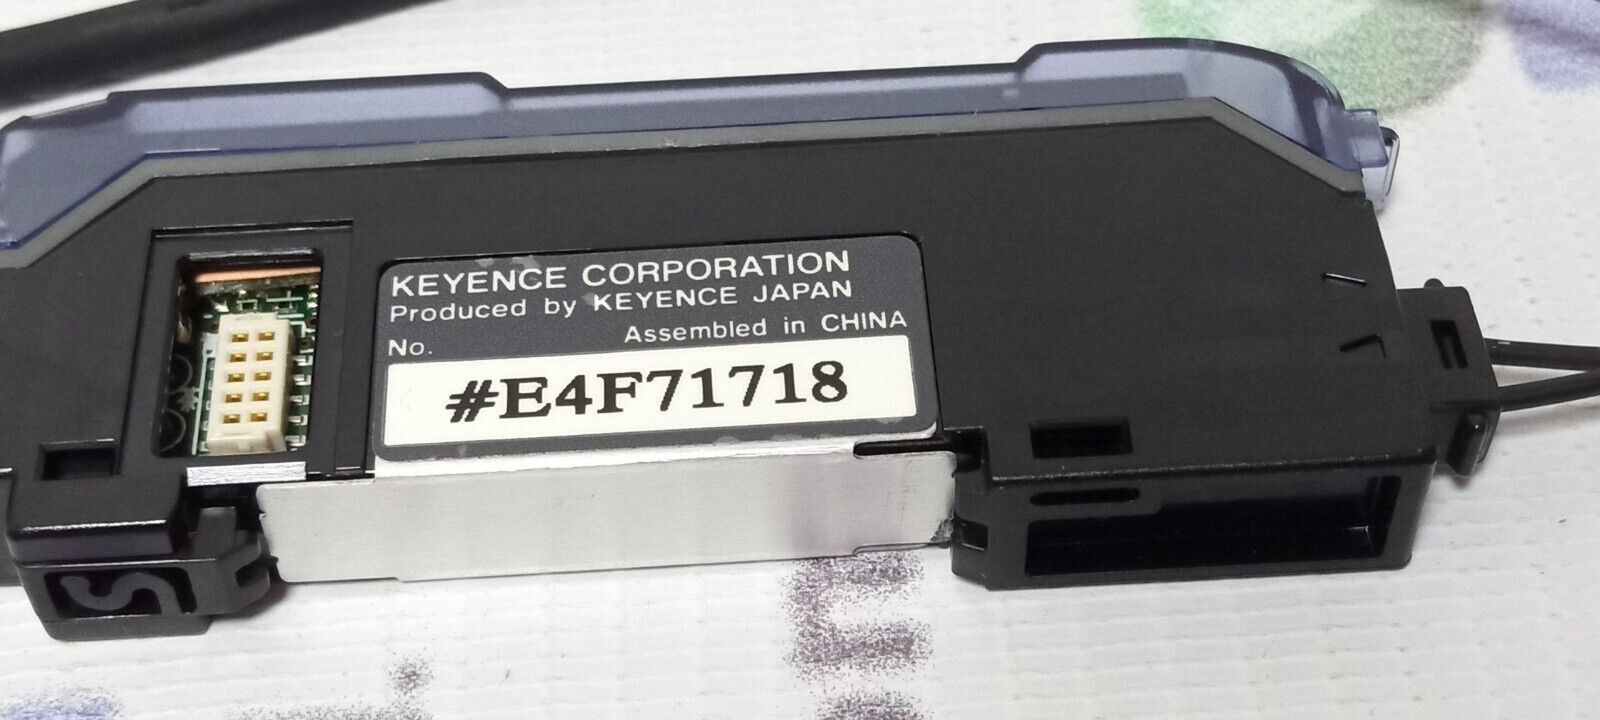 KEYENCE CORPORATION
Produced by KEYENCE JAPAN
Assembled in CHINA
No.
#E4F71718